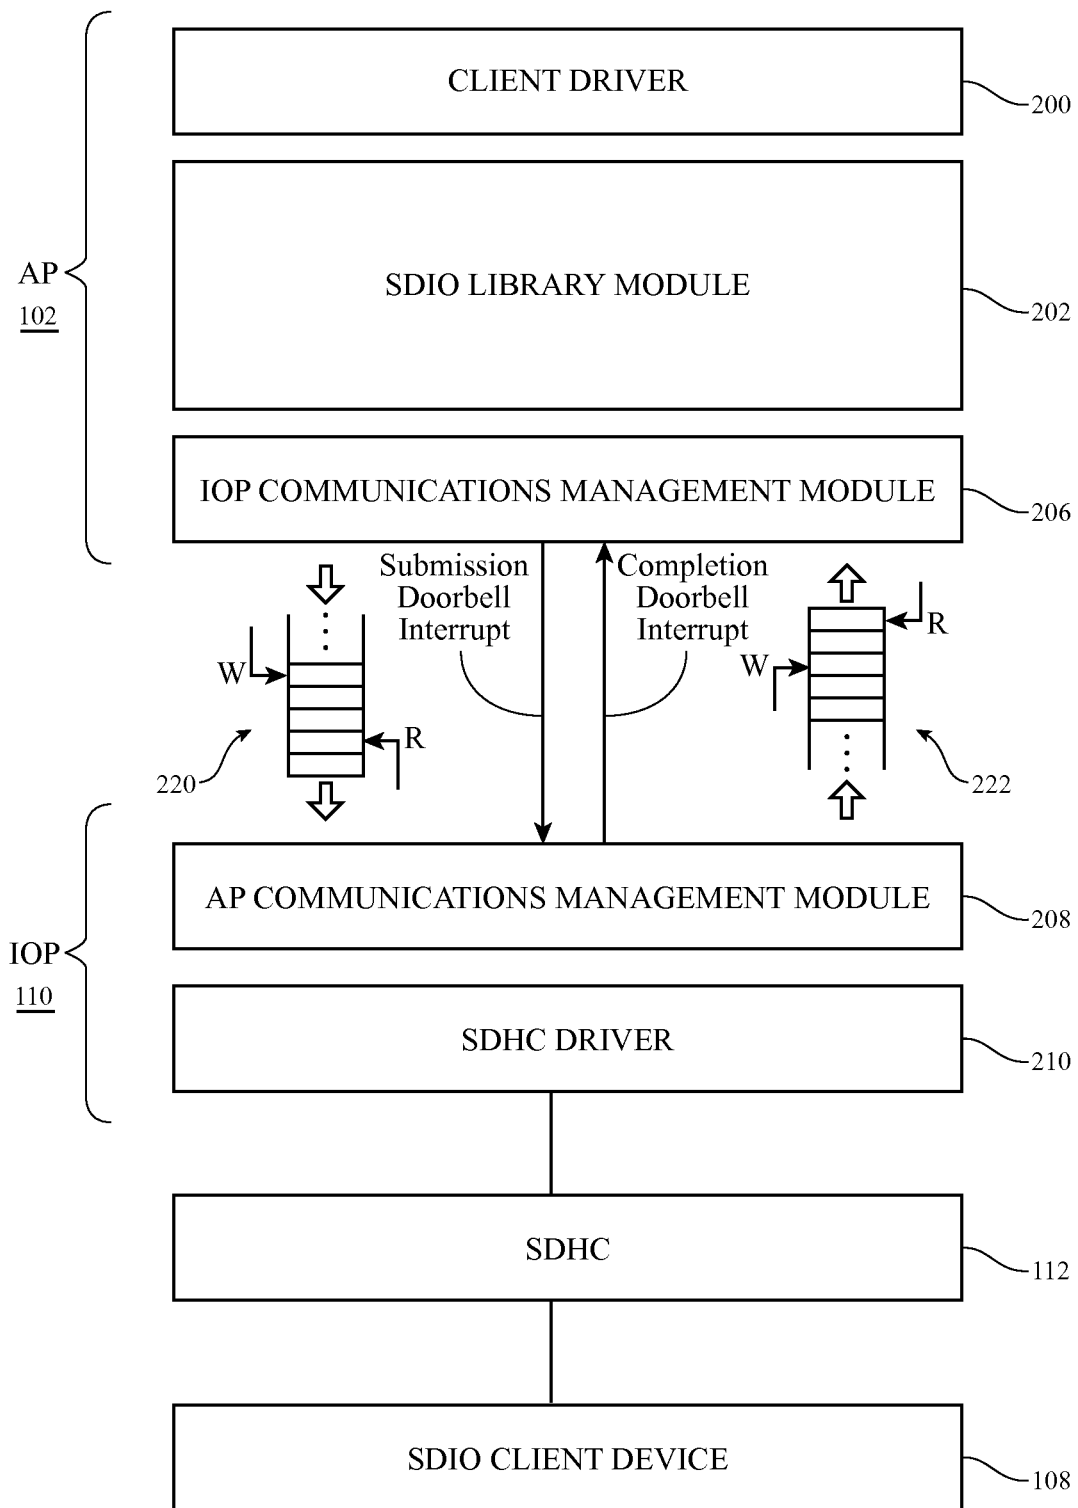 CLIENT DRIVER
200
AP
102
SDIO LIBRARY MODULE
202
IOP COMMUNICATIONS MANAGEMENT MODULE
206
Submission
Doorbell
Interrupt
Completion
Doorbell
Interrupt
W
R
220
W
R
222
AP COMMUNICATIONS MANAGEMENT MODULE
208
IOP
110
SDHC DRIVER
210
SDHC
112
SDIO CLIENT DEVICE
108